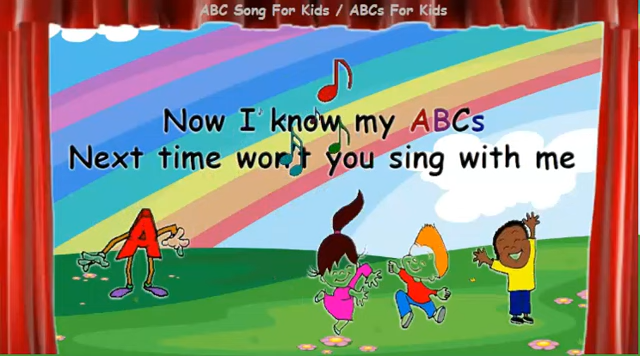 ABC Song For Kids / ABCs For Kids
Now I know my ABCs
Next time won't you sing with me
A